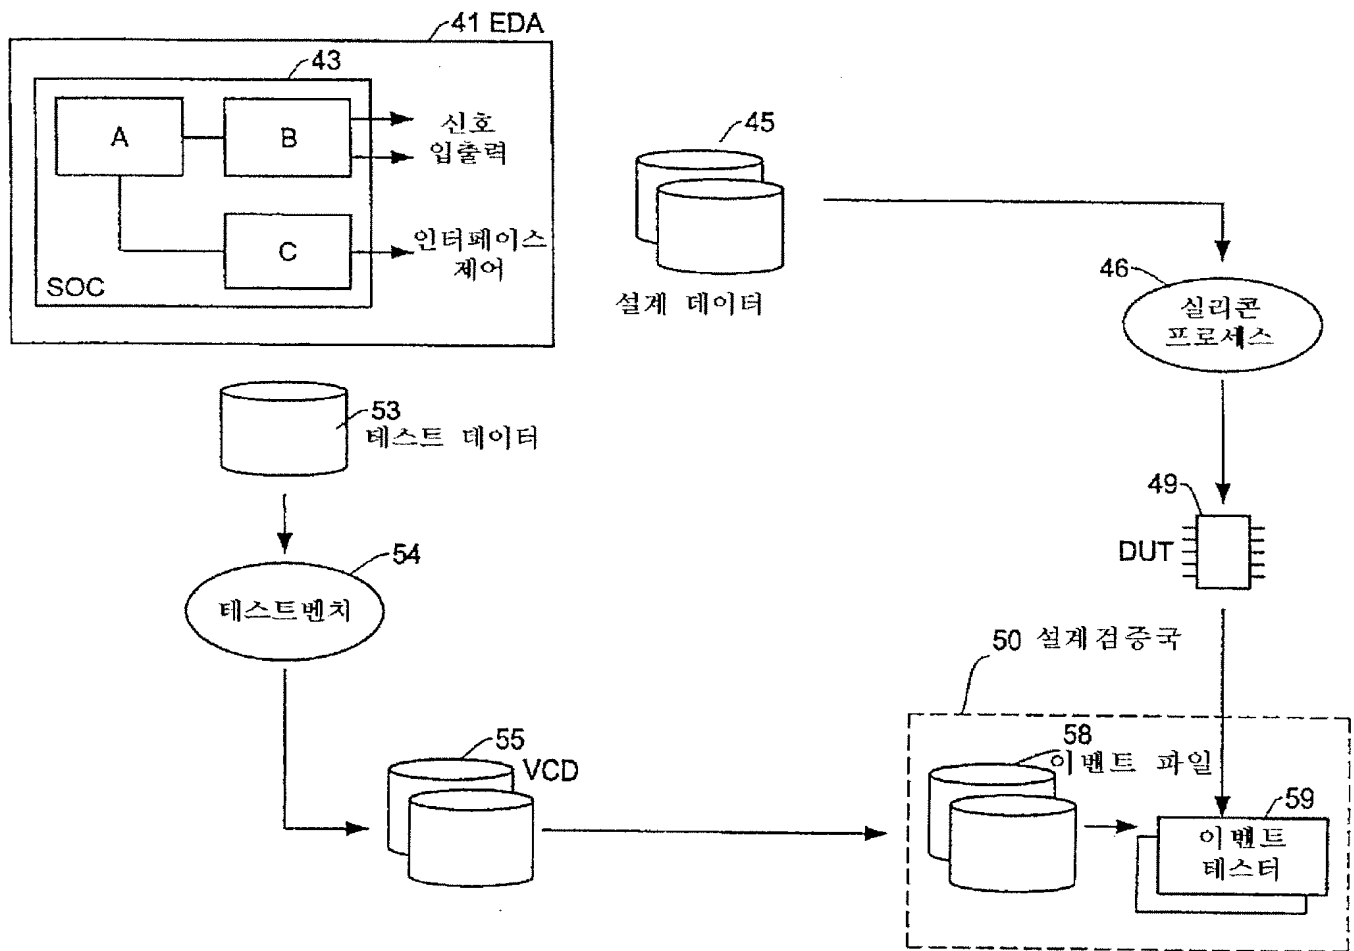 41 EDA
43
A
B
신호
입출력
C
인터페이스
제어
SOC
45
설계 데이터
46
실리콘
프로세스
53
테스트 데이터
54
테스트벤치
49
DUT
50 설계검증국
55
VCD
58
이벤트 파일
59
이벤트
테스터